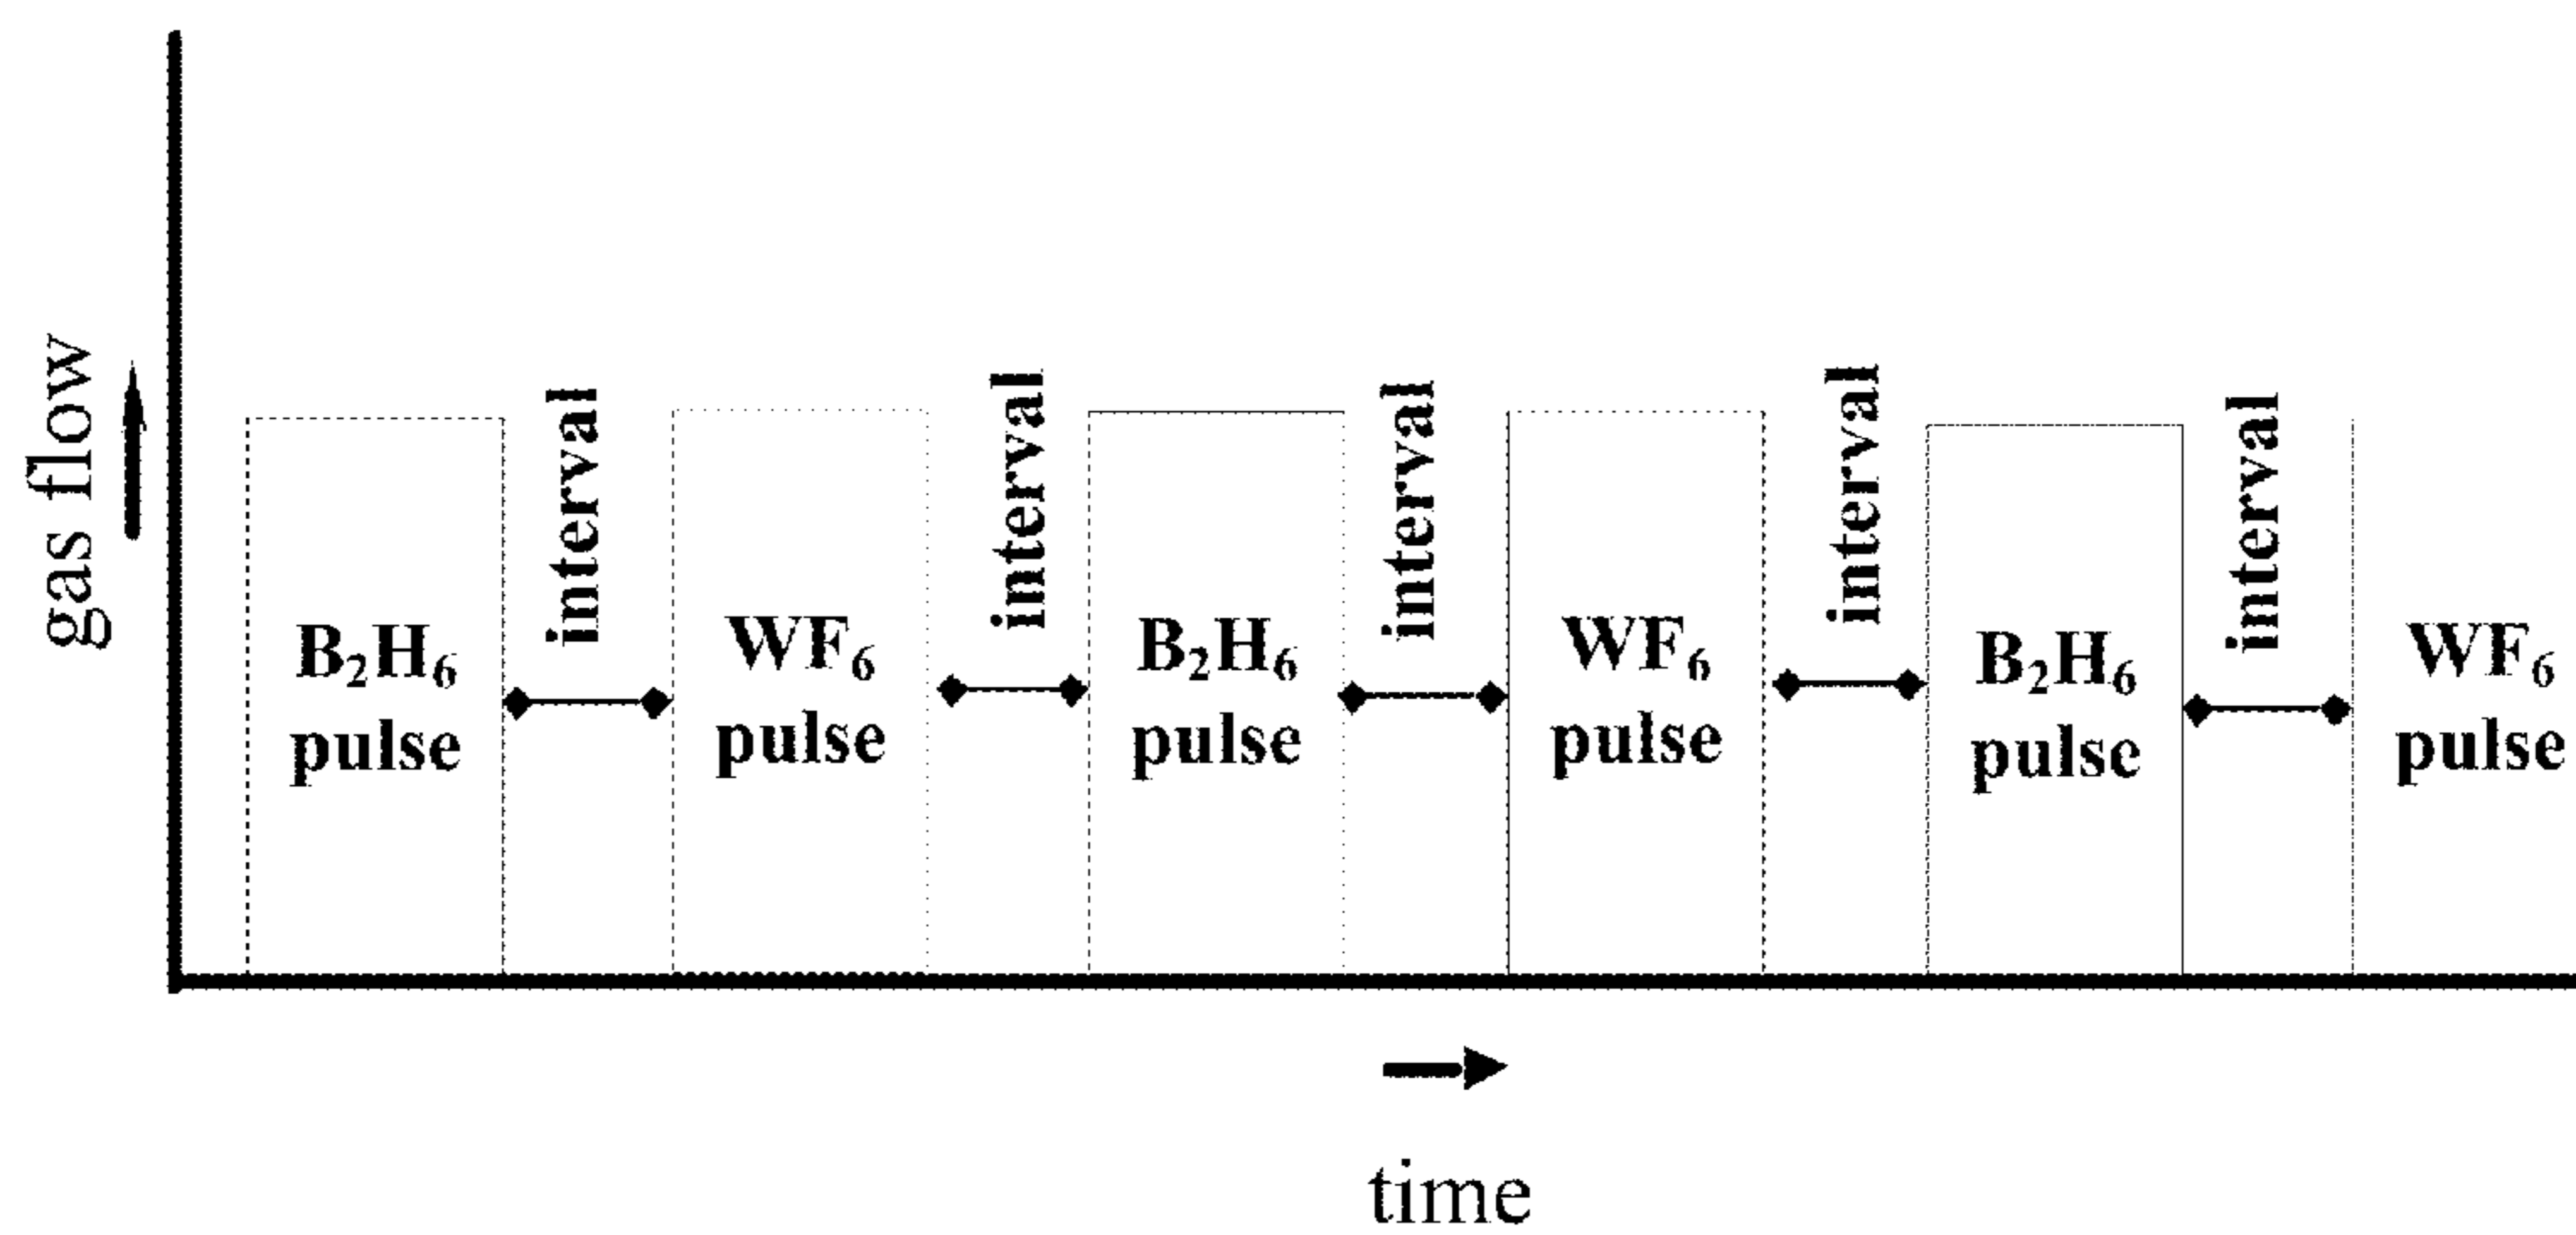 gas flow
B₂H₆
pulse
interval
WF₆
pulse
interval
B₂H₆
pulse
interval
WF₆
pulse
interval
B₂H₆
pulse
interval
WF₆
pulse
time